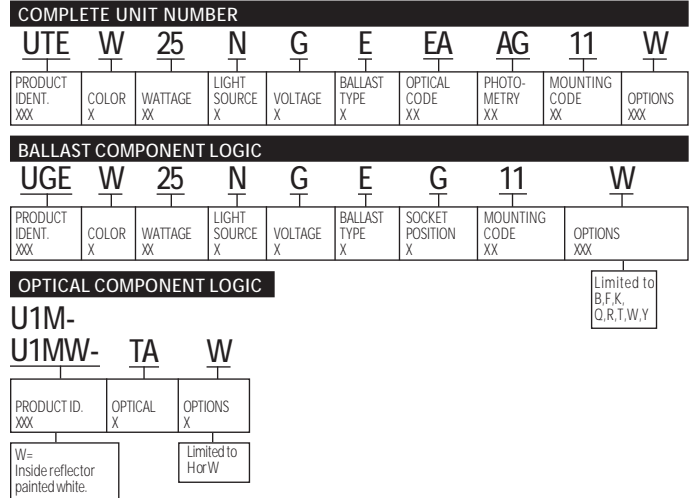 COMPLETE UNIT NUMBER
UTE W 25 N G E EA AG 11 W
PRODUCT IDENT. XXX
COLOR X
WATTAGE XX
LIGHT SOURCE X
VOLTAGE X
BALLAST TYPE X
OPTICAL CODE XX
PHOTO- METRY XX
MOUNTING CODE XX
OPTIONS XXX
BALLAST COMPONENT LOGIC
UGE W 25 N G E G 11 W
PRODUCT IDENT. XXX
COLOR X
WATTAGE XX
LIGHT SOURCE X
VOLTAGE X
BALLAST TYPE X
SOCKET POSITION X
MOUNTING CODE XX
OPTIONS XXX
Limited to
B,F,K,
Q,R,T,W,Y
OPTICAL COMPONENT LOGIC
U1M-
U1MW- TA W
PRODUCT ID. XXX
OPTICAL X
OPTIONS X
W=
Inside reflector
painted white.
Limited to
H or W